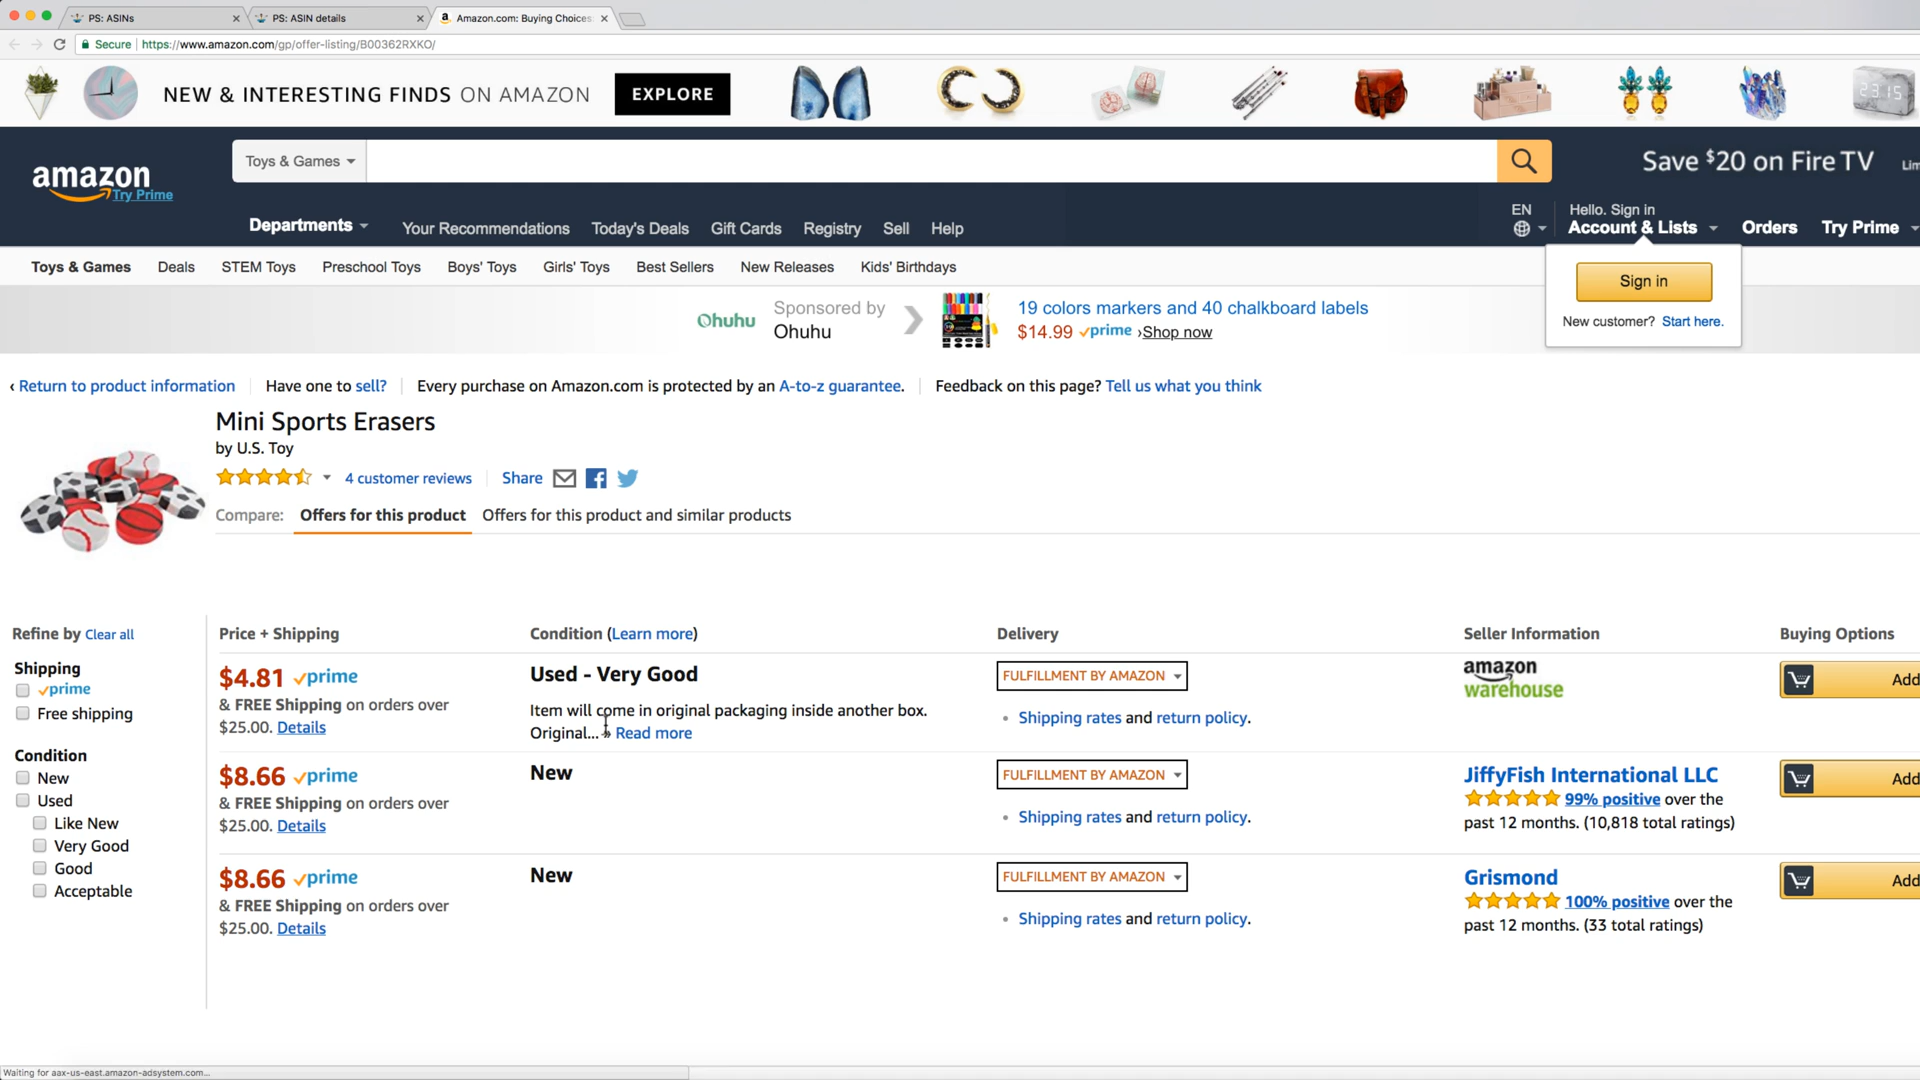 PS: ASINs
PS: ASIN details
Amazon.com: Buying Choices:
Secure
https://www.amazon.com/gp/offer-listing/B00362RXKO/
NEW & INTERESTING FINDS ON AMAZON
EXPLORE
23:15
amazon
Try Prime
Toys & Games
Save $20 on Fire TV
Lim
Departments
Your Recommendations
Today's Deals
Gift Cards
Registry
Sell
Help
EN
Hello. Sign in
Account & Lists
Orders
Try Prime
Toys & Games
Deals
STEM Toys
Preschool Toys
Boys' Toys
Girls' Toys
Best Sellers
New Releases
Kids' Birthdays
Sign in
New customer? Start here.
Ohuhu
Sponsored by
Ohuhu
19 colors markers and 40 chalkboard labels
$14.99 prime ›Shop now
‹ Return to product information
Have one to sell?
Every purchase on Amazon.com is protected by an A-to-z guarantee.
Feedback on this page? Tell us what you think
Mini Sports Erasers
by U.S. Toy
4 customer reviews
Share
Compare:
Offers for this product
Offers for this product and similar products
Refine by Clear all
Shipping
prime
Free shipping
Condition
New
Used
Like New
Very Good
Good
Acceptable
Price + Shipping
Condition (Learn more)
Delivery
Seller Information
Buying Options
$4.81 prime
& FREE Shipping on orders over
$25.00. Details
Used - Very Good
Item will come in original packaging inside another box.
Original... » Read more
FULFILLMENT BY AMAZON
Shipping rates and return policy.
amazon
warehouse
Add
$8.66 prime
& FREE Shipping on orders over
$25.00. Details
New
FULFILLMENT BY AMAZON
Shipping rates and return policy.
JiffyFish International LLC
99% positive over the
past 12 months. (10,818 total ratings)
Add
$8.66 prime
& FREE Shipping on orders over
$25.00. Details
New
FULFILLMENT BY AMAZON
Shipping rates and return policy.
Grismond
100% positive over the
past 12 months. (33 total ratings)
Add
Waiting for aax-us-east.amazon-adsystem.com...